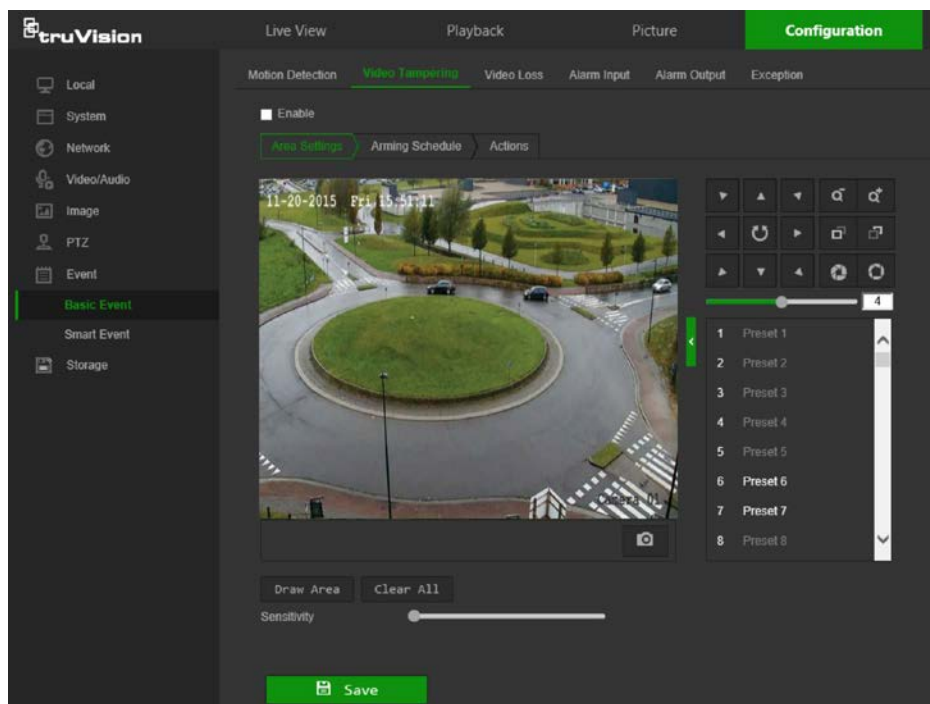 truVision
Live View
Playback
Picture
Configuration
Local
System
Network
Video/Audio
Image
PTZ
Event
Basic Event
Smart Event
Storage
Motion Detection
Video Tampering
Video Loss
Alarm Input
Alarm Output
Exception
Enable
Area Settings
Arming Schedule
Actions
11-20-2015 Fri 15:51:11
Camera 01
4
1 Preset 1
2 Preset 2
3 Preset 3
4 Preset 4
5 Preset 5
6 Preset 6
7 Preset 7
8 Preset 8
Draw Area
Clear All
Sensitivity
Save